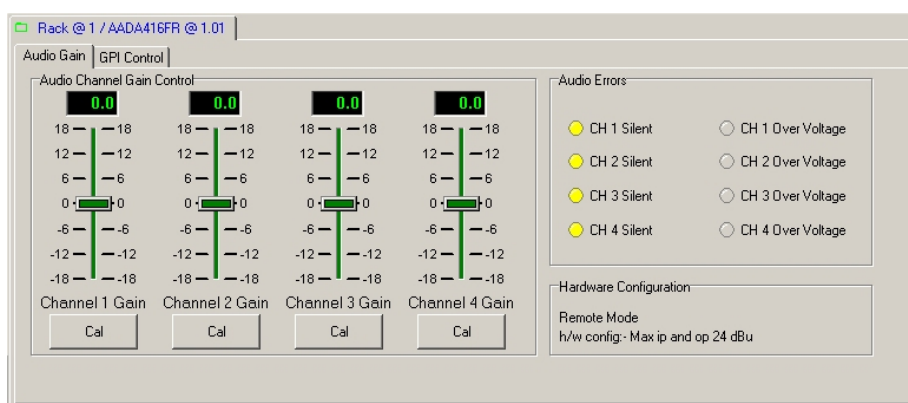 Rack @ 1 / AADA416FR @ 1.01
Audio Gain GPI Control
Audio Channel Gain Control
0.0 0.0 0.0 0.0
18 18 18 18 18 18 18 18
12 12 12 12 12 12 12 12
6 6 6 6 6 6 6 6
0 0 0 0 0 0 0 0
-6 -6 -6 -6 -6 -6 -6 -6
-12 -12 -12 -12 -12 -12 -12 -12
-18 -18 -18 -18 -18 -18 -18 -18
Channel 1 Gain Channel 2 Gain Channel 3 Gain Channel 4 Gain
Cal Cal Cal Cal
Audio Errors
CH 1 Silent CH 1 Over Voltage
CH 2 Silent CH 2 Over Voltage
CH 3 Silent CH 3 Over Voltage
CH 4 Silent CH 4 Over Voltage
Hardware Configuration
Remote Mode
h/w config:- Max ip and op 24 dBu